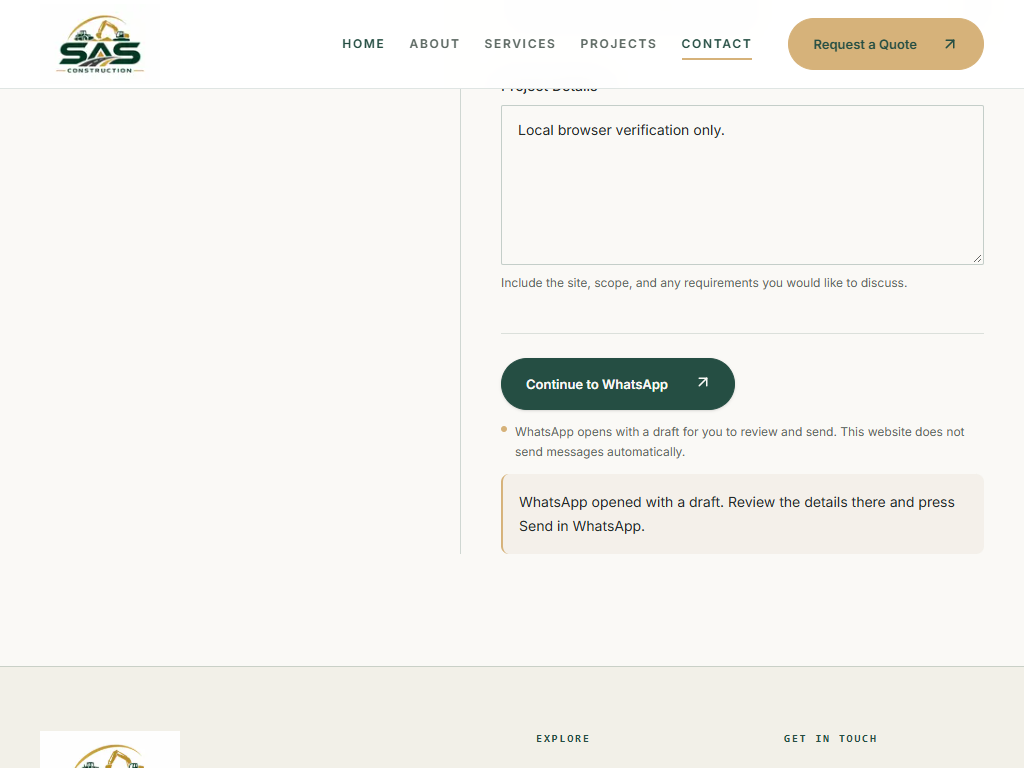 SAS
CONSTRUCTION
HOME
ABOUT
SERVICES
PROJECTS
CONTACT
Request a Quote
Project Details
Local browser verification only.
Include the site, scope, and any requirements you would like to discuss.
Continue to WhatsApp
WhatsApp opens with a draft for you to review and send. This website does not
send messages automatically.
WhatsApp opened with a draft. Review the details there and press
Send in WhatsApp.
EXPLORE
GET IN TOUCH